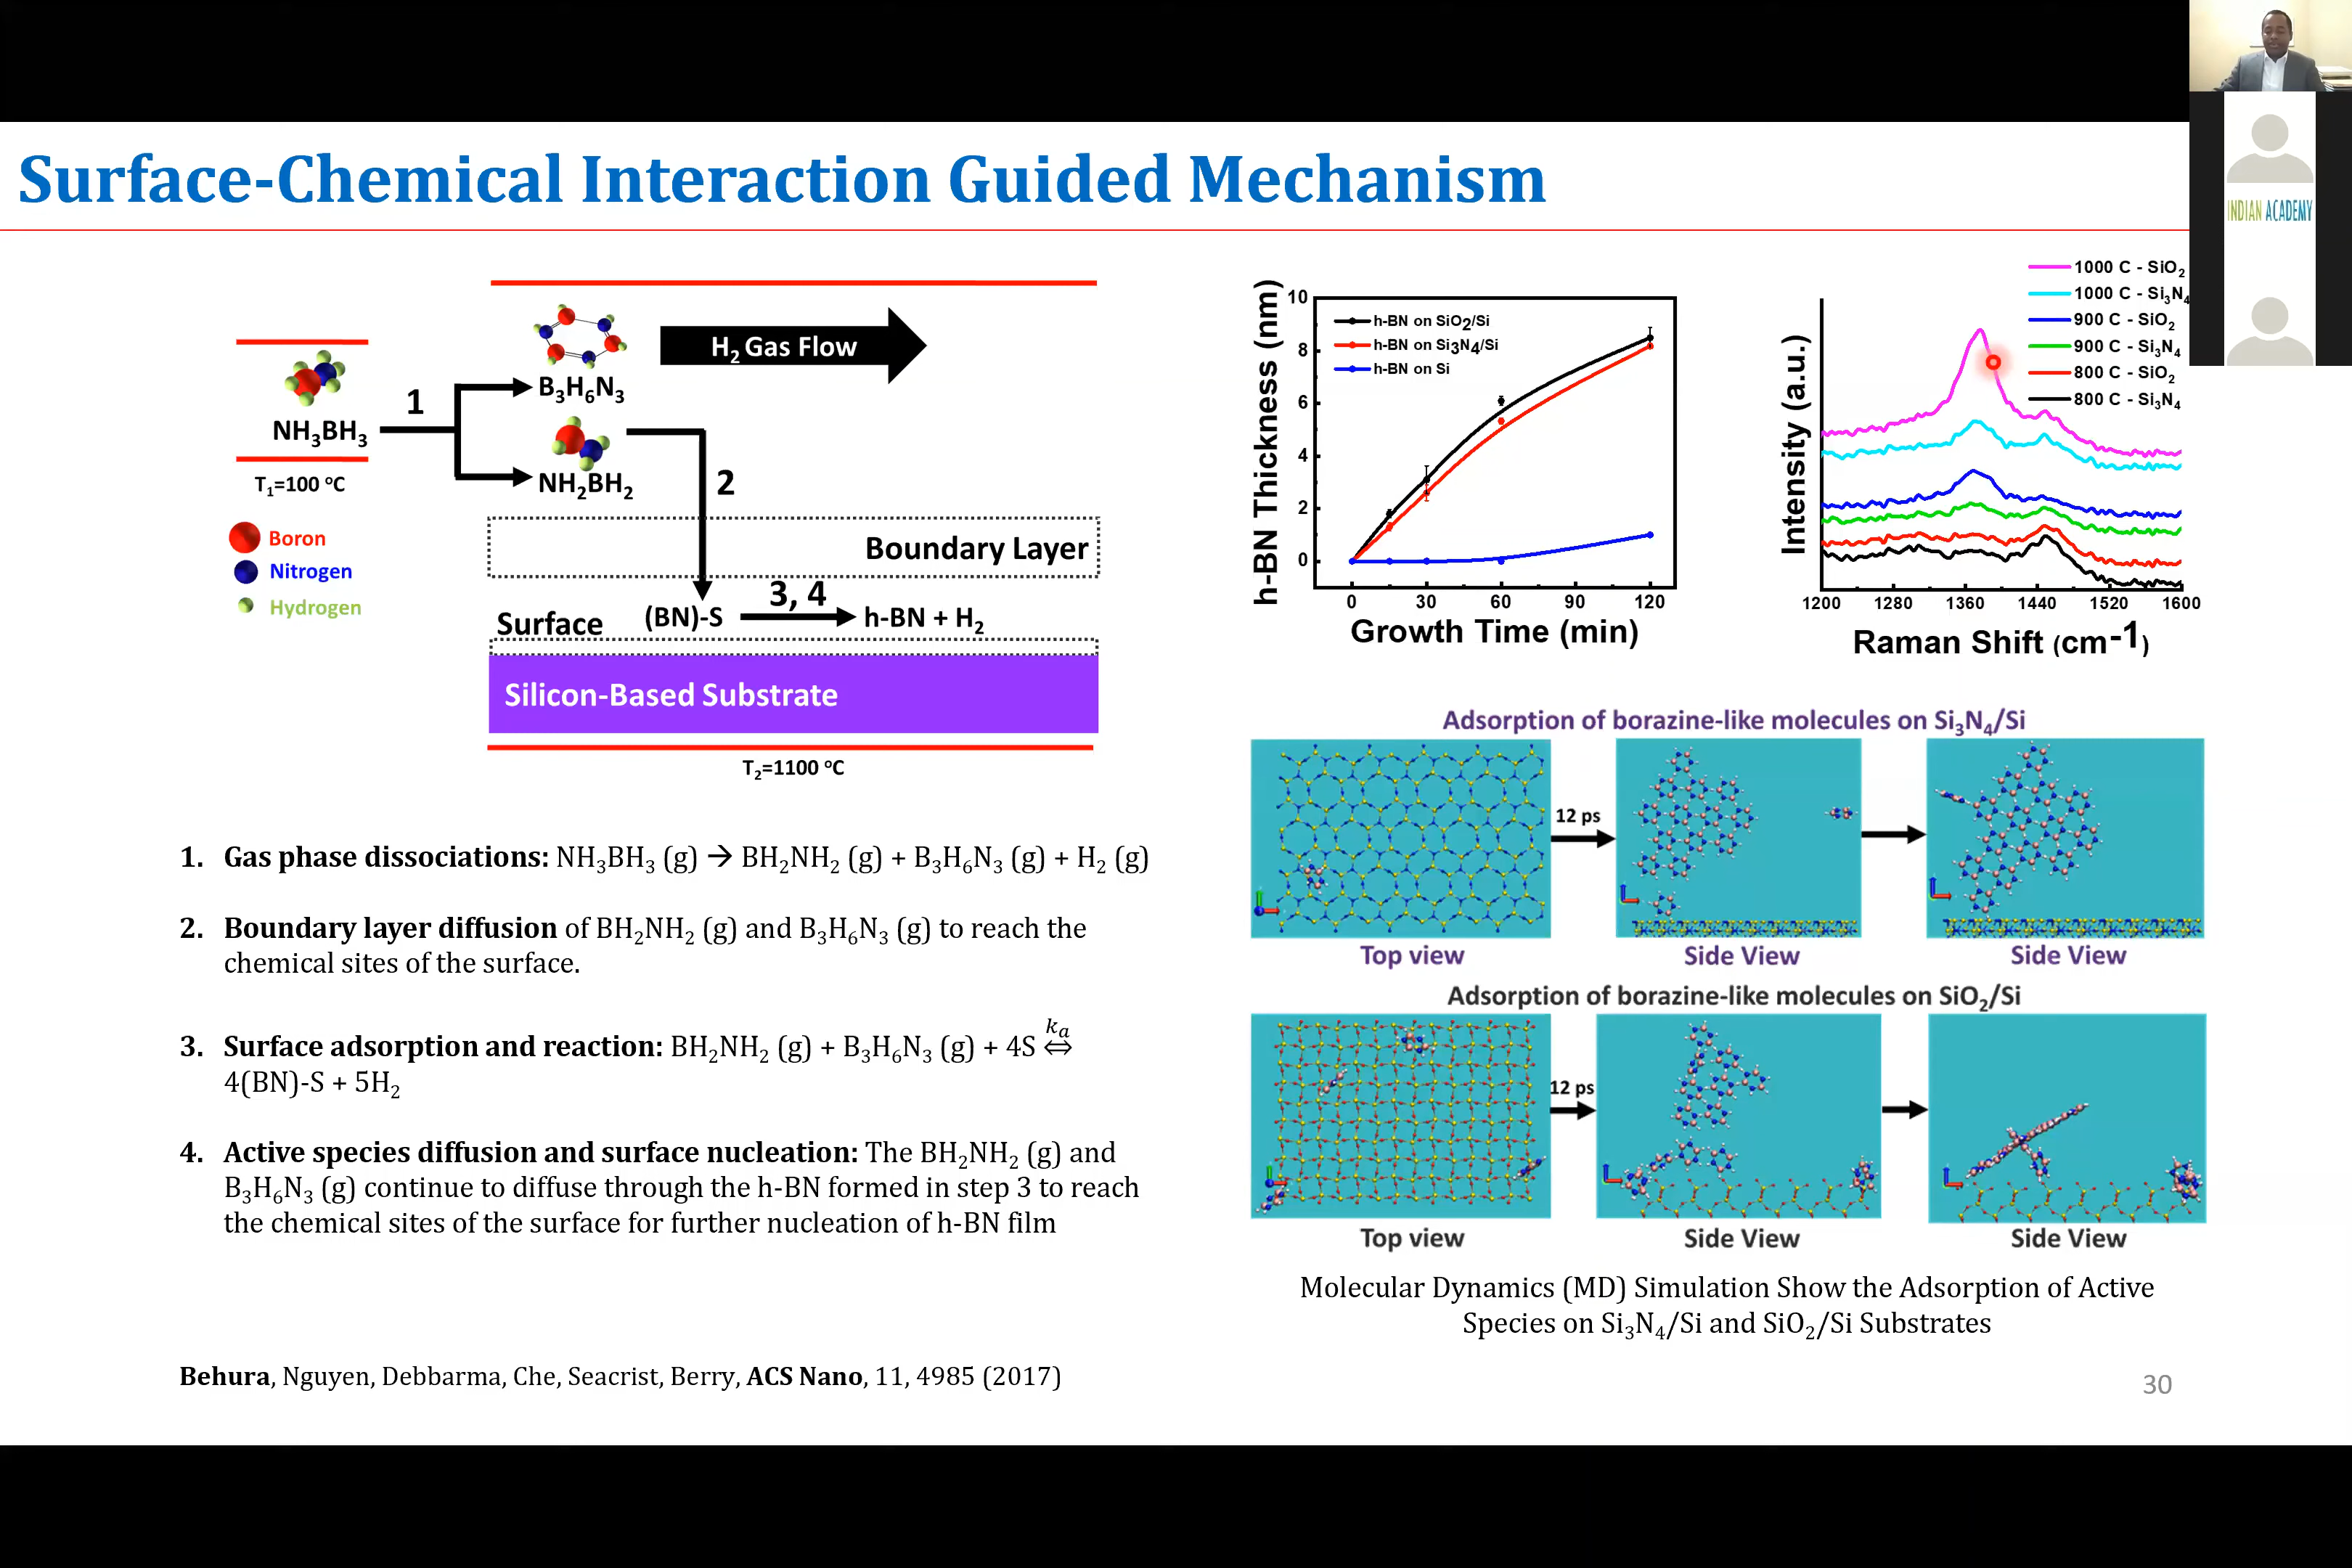 Surface-Chemical Interaction Guided Mechanism
INDIAN ACADEMY
NH3BH3
T1=100 °C
1
B3H6N3
NH2BH2
H2 Gas Flow
2
Boron
Nitrogen
Hydrogen
Boundary Layer
Surface
(BN)-S
3, 4
h-BN + H2
Silicon-Based Substrate
T2=1100 °C
h-BN Thickness (nm)
10
8
6
4
2
0
h-BN on SiO2/Si
h-BN on Si3N4/Si
h-BN on Si
0 30 60 90 120
Growth Time (min)
Intensity (a.u.)
1000 C - SiO2
1000 C - Si3N4
900 C - SiO2
900 C - Si3N4
800 C - SiO2
800 C - Si3N4
1200 1280 1360 1440 1520 1600
Raman Shift (cm-1)
1. Gas phase dissociations: NH3BH3 (g) → BH2NH2 (g) + B3H6N3 (g) + H2 (g)
2. Boundary layer diffusion of BH2NH2 (g) and B3H6N3 (g) to reach the
chemical sites of the surface.
3. Surface adsorption and reaction: BH2NH2 (g) + B3H6N3 (g) + 4S ka ⇔
4(BN)-S + 5H2
4. Active species diffusion and surface nucleation: The BH2NH2 (g) and
B3H6N3 (g) continue to diffuse through the h-BN formed in step 3 to reach
the chemical sites of the surface for further nucleation of h-BN film
Adsorption of borazine-like molecules on Si3N4/Si
12 ps
Top view
Side View
Side View
Adsorption of borazine-like molecules on SiO2/Si
12 ps
Top view
Side View
Side View
Molecular Dynamics (MD) Simulation Show the Adsorption of Active
Species on Si3N4/Si and SiO2/Si Substrates
Behura, Nguyen, Debbarma, Che, Seacrist, Berry, ACS Nano, 11, 4985 (2017)
30